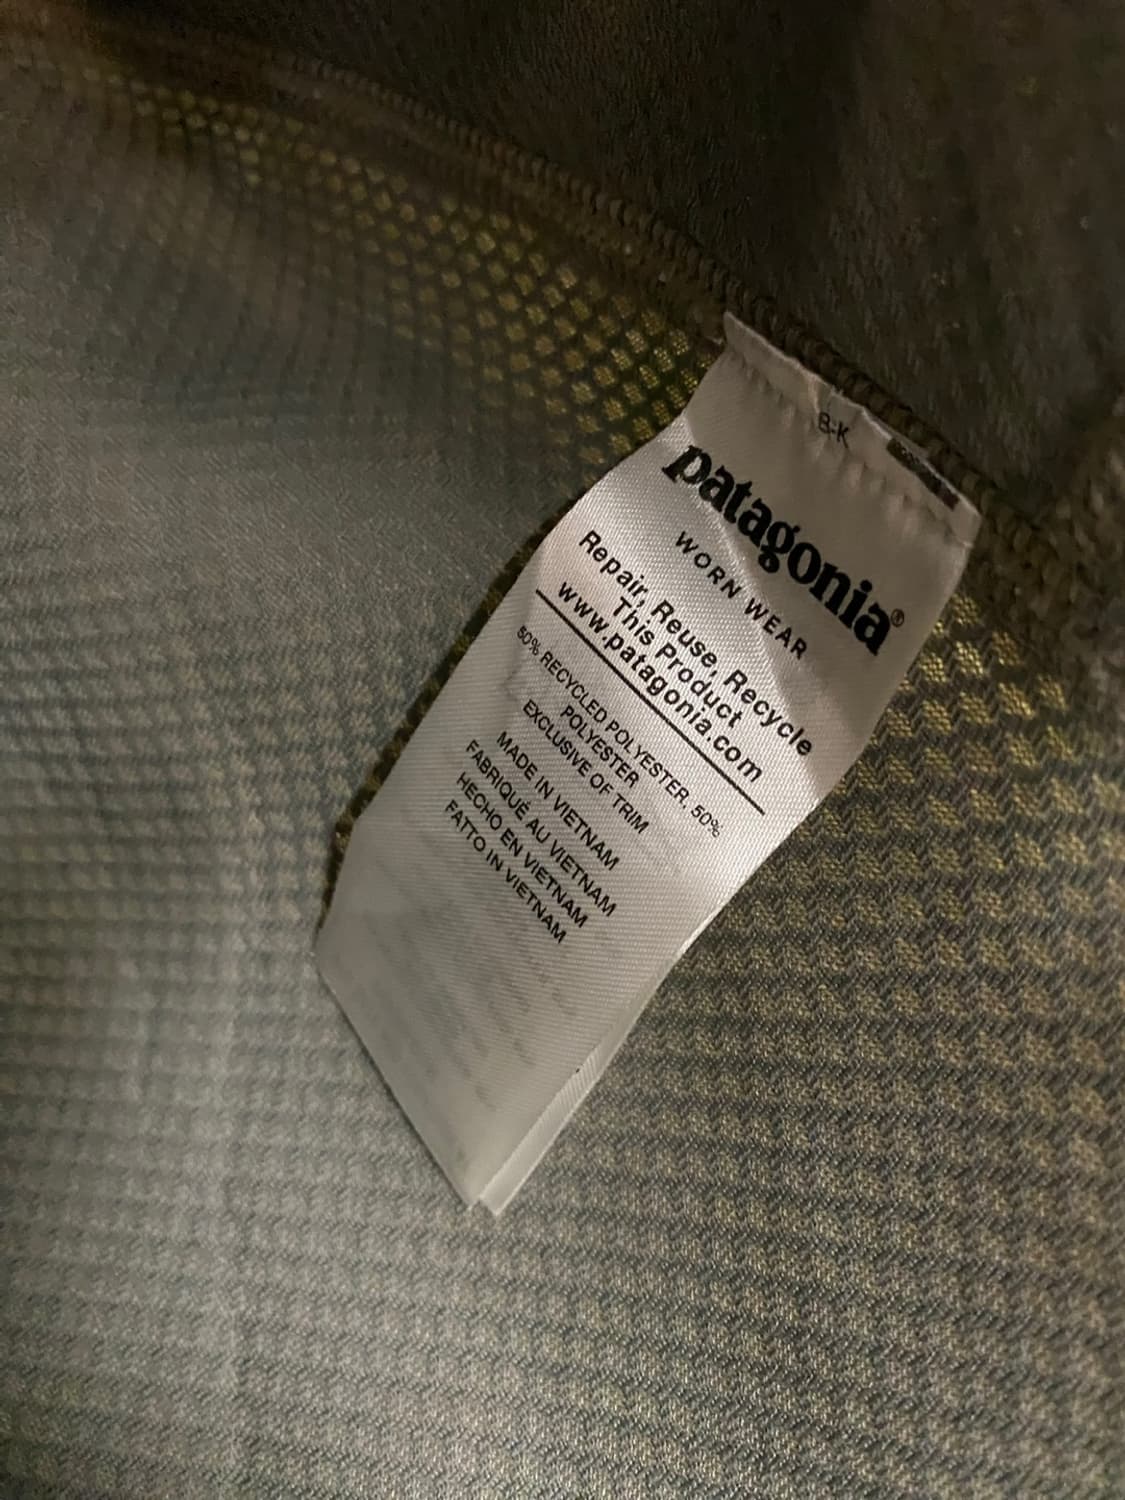 B-K
patagonia®
WORN WEAR
Repair, Reuse, Recycle
This Product
www.patagonia.com
50% RECYCLED POLYESTER, 50%
POLYESTER
EXCLUSIVE OF TRIM
MADE IN VIETNAM
FABRIQUÉ AU VIETNAM
HECHO EN VIETNAM
FATTO IN VIETNAM